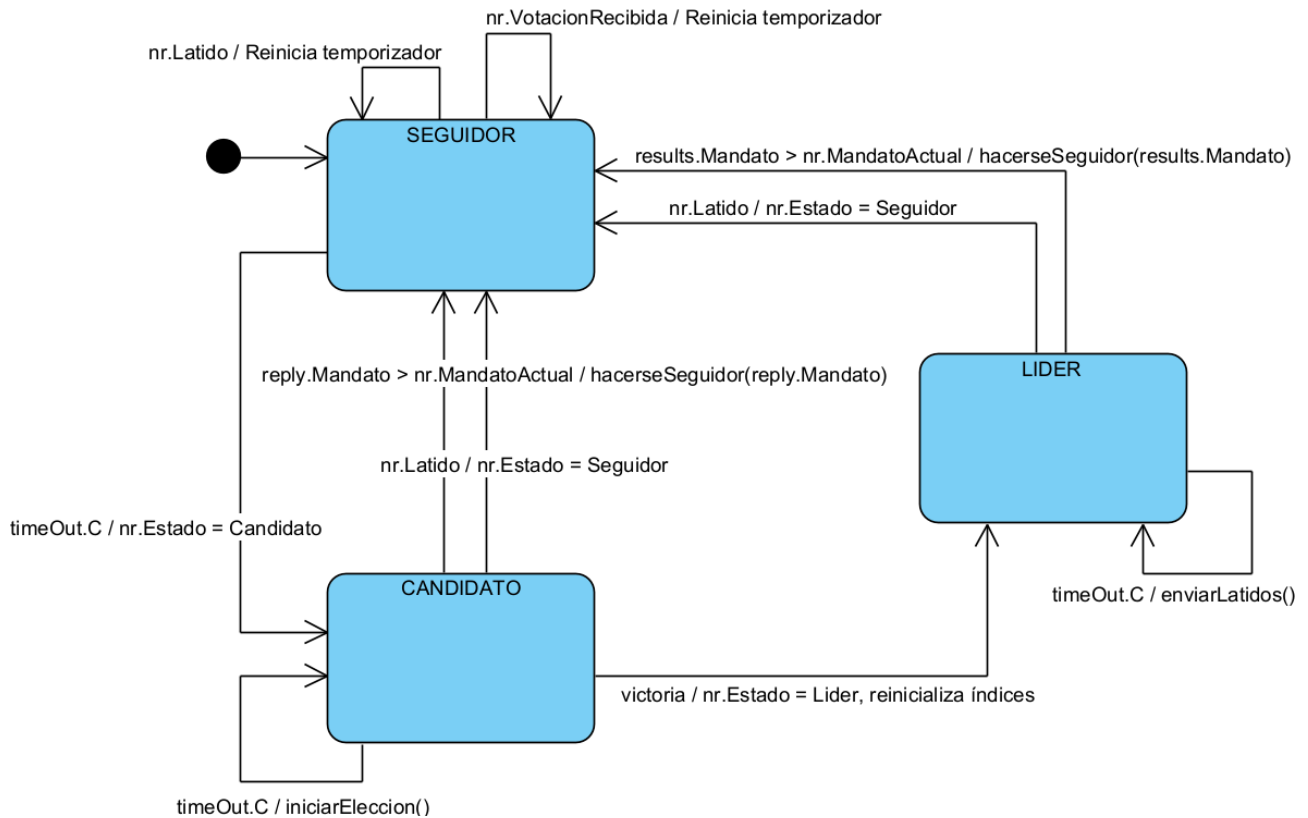 nr.VotacionRecibida / Reinicia temporizador
nr.Latido / Reinicia temporizador
SEGUIDOR
results.Mandato > nr.MandatoActual / hacerseSeguidor(results.Mandato)
nr.Latido / nr.Estado = Seguidor
LIDER
reply.Mandato > nr.MandatoActual / hacerseSeguidor(reply.Mandato)
nr.Latido / nr.Estado = Seguidor
timeOut.C / nr.Estado = Candidato
CANDIDATO
timeOut.C / enviarLatidos()
victoria / nr.Estado = Lider, reinicializa índices
timeOut.C / iniciarEleccion()